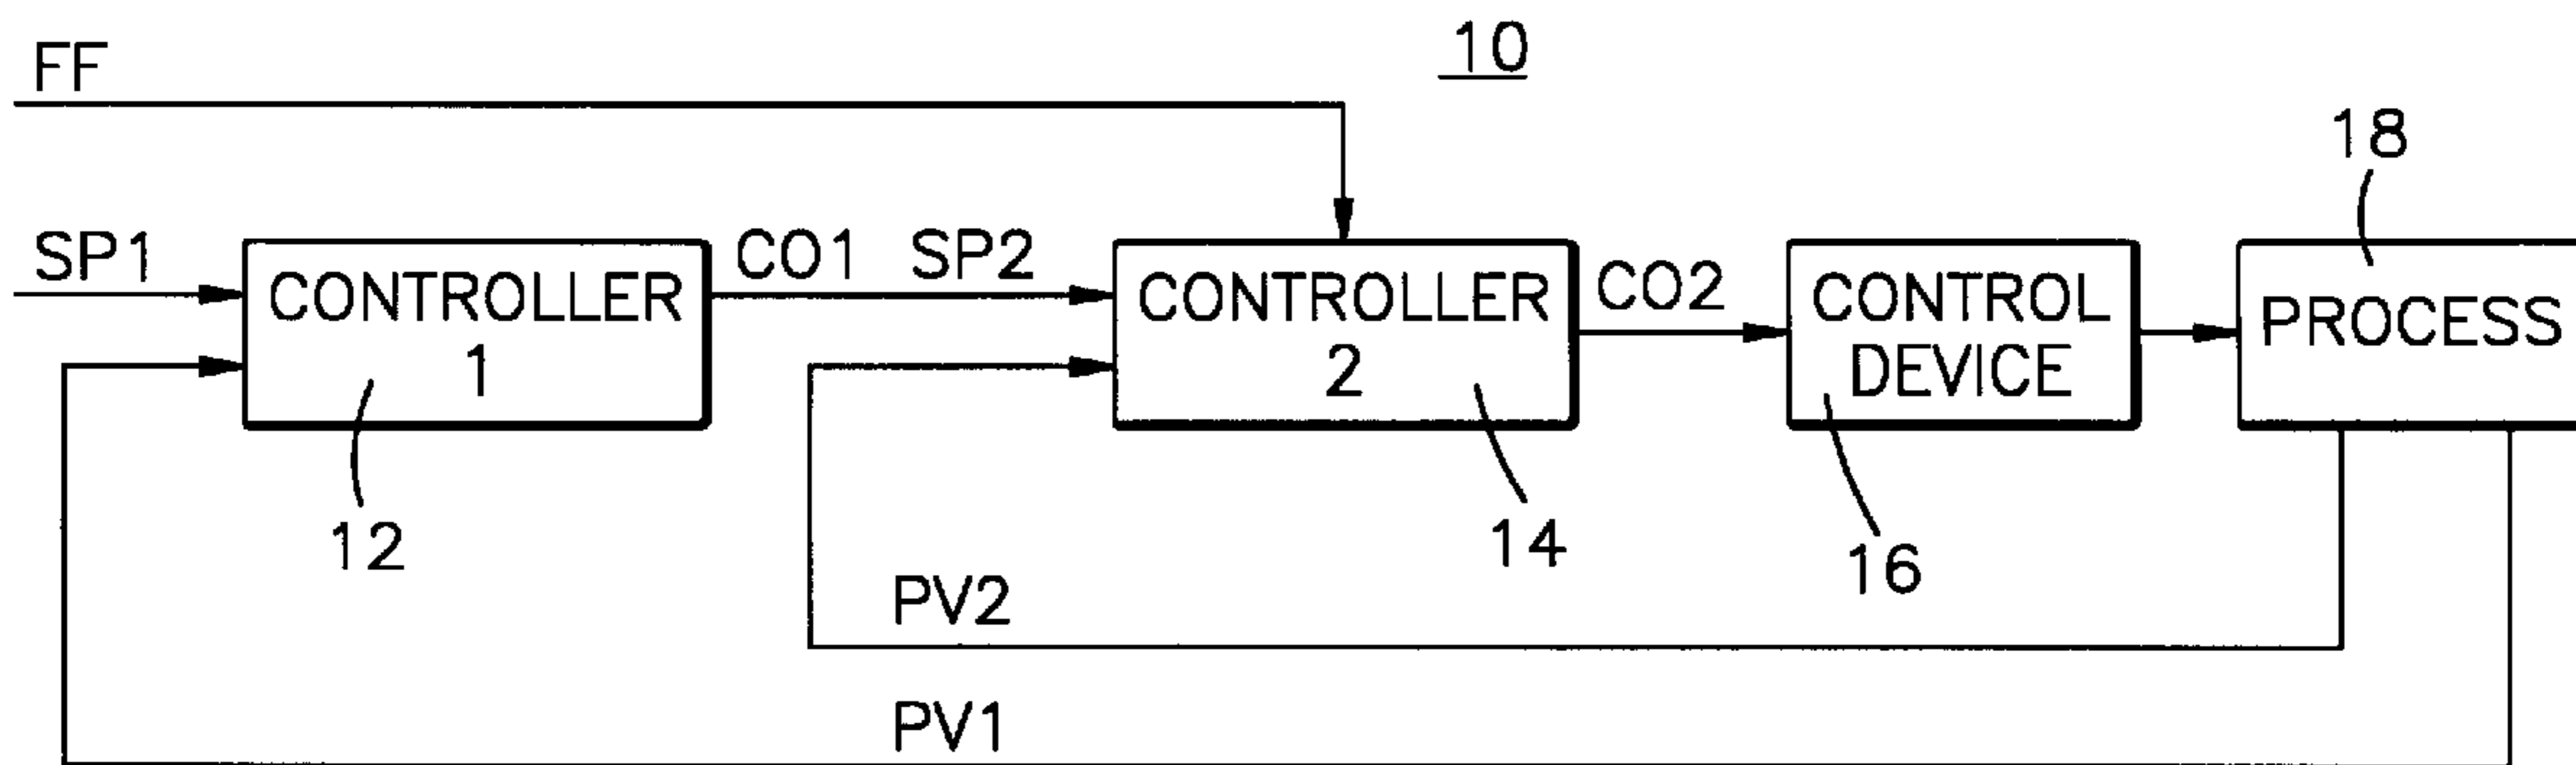 FF
10
18
SP1
CONTROLLER
1
CO1
SP2
CONTROLLER
2
CO2
CONTROL
DEVICE
PROCESS
12
14
16
PV2
PV1